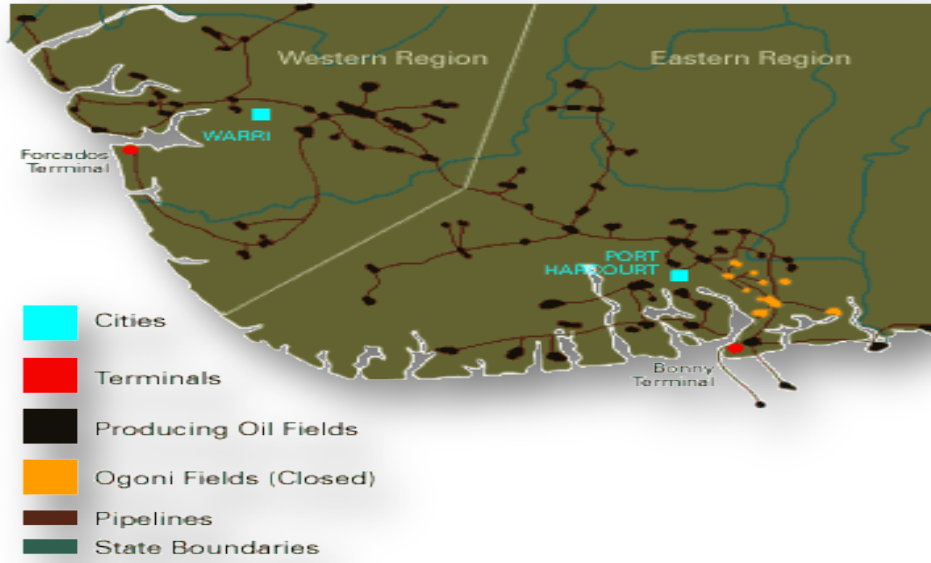 Western Region
Eastern Region
WARRI
Forcados
Terminal
PORT
HARCOURT
Bonny
Terminal
Cities
Terminals
Producing Oil Fields
Ogoni Fields (Closed)
Pipelines
State Boundaries